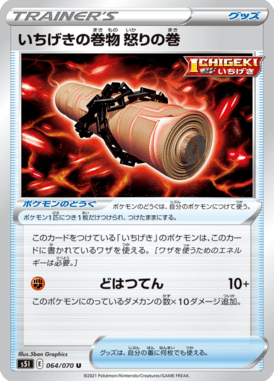 TRAINER'S
グッズ
いちげきの巻物 怒りの巻
ICHIGEKI
いちげき
ポケモンのどうぐ
ポケモンのどうぐは、自分のポケモンにつけて使う。
ポケモン1匹につき1枚だけつけられ、つけたままにする。
このカードをつけている「いちげき」のポケモンは、このカー
ドに書かれているワザを使える。[ワザを使うためのエネル
ギーは必要。]
どはつてん 10+
このポケモンにのっているダメカンの数×10ダメージ追加。
Illus.5ban Graphics
s5I E 064/070 U
グッズは、自分の番に何枚でも使える。
©2021 Pokémon/Nintendo/Creatures/GAME FREAK.